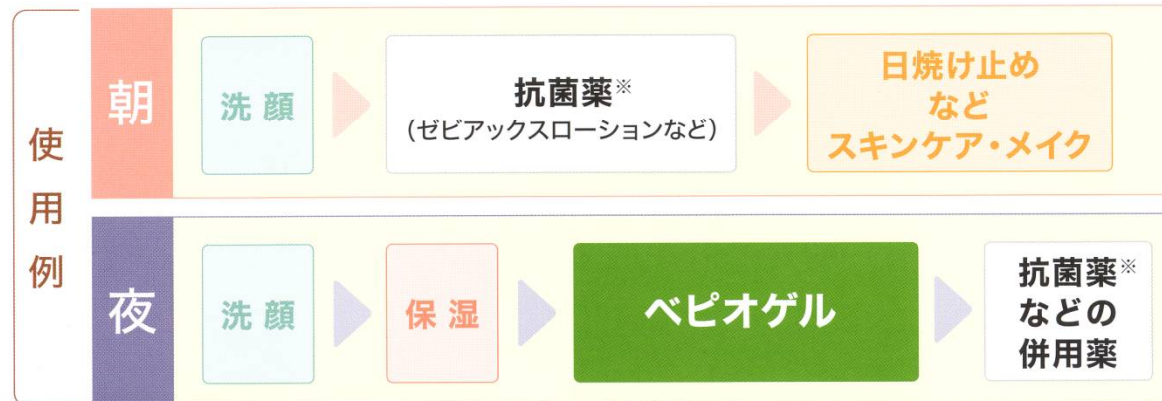 使用例
朝
洗顔
抗菌薬※
（ゼビアックスローションなど）
日焼け止め
など
スキンケア・メイク
夜
洗顔
保湿
ベピオゲル
抗菌薬※
などの
併用薬